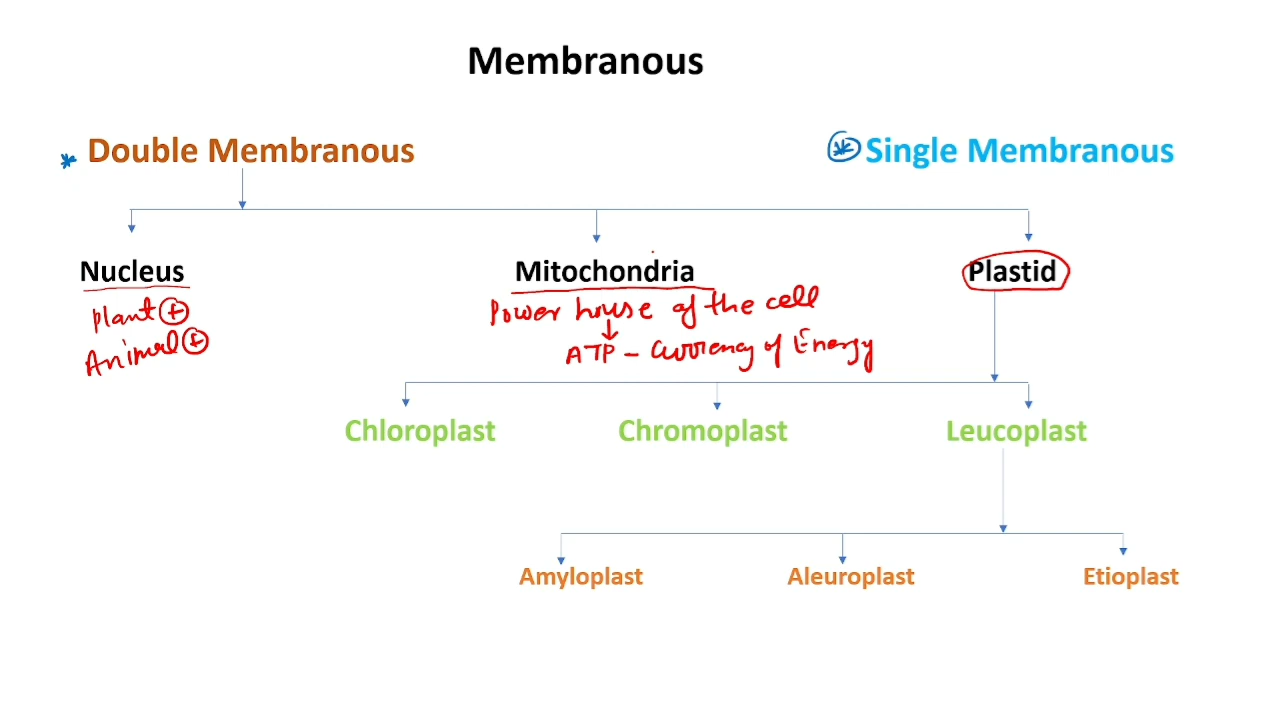 Membranous
Double Membranous
Single Membranous
Nucleus
Plant +
Animal +
Mitochondria
Power house of the cell
ATP - Currency of Energy
Plastid
Chloroplast
Chromoplast
Leucoplast
Amyloplast
Aleuroplast
Etioplast